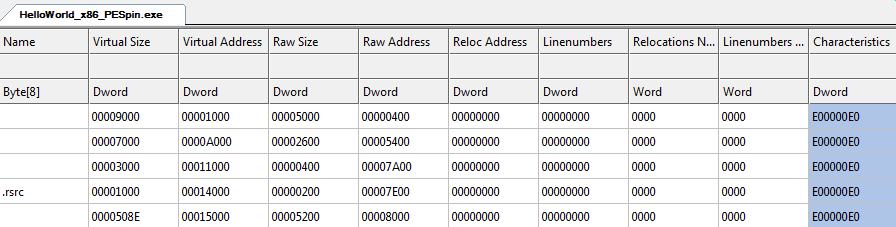 HelloWorld_x86_PESpin.exe
Name Virtual Size Virtual Address Raw Size Raw Address Reloc Address Linenumbers Relocations N... Linenumbers ... Characteristics
Byte[8] Dword Dword Dword Dword Dword Dword Word Word Dword
00009000 00001000 00005000 00000400 00000000 00000000 0000 0000 E00000E0
00007000 0000A000 00002600 00005400 00000000 00000000 0000 0000 E00000E0
00003000 00011000 00000400 00007A00 00000000 00000000 0000 0000 E00000E0
.rsrc 00001000 00014000 00000200 00007E00 00000000 00000000 0000 0000 E00000E0
0000508E 00015000 00005200 00008000 00000000 00000000 0000 0000 E00000E0